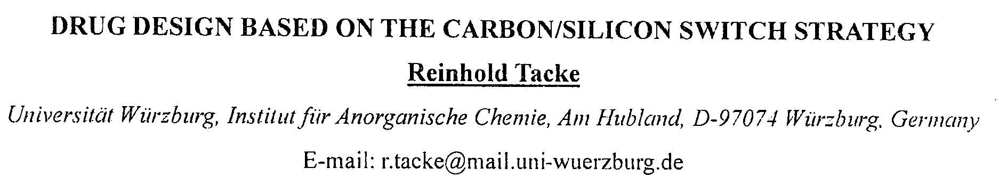 DRUG DESIGN BASED ON THE CARBON/SILICON SWITCH STRATEGY
Reinhold Tacke
Universität Würzburg, Institut für Anorganische Chemie, Am Hubland, D-97074 Würzburg, Germany
E-mail: r.tacke@mail.uni-wuerzburg.de